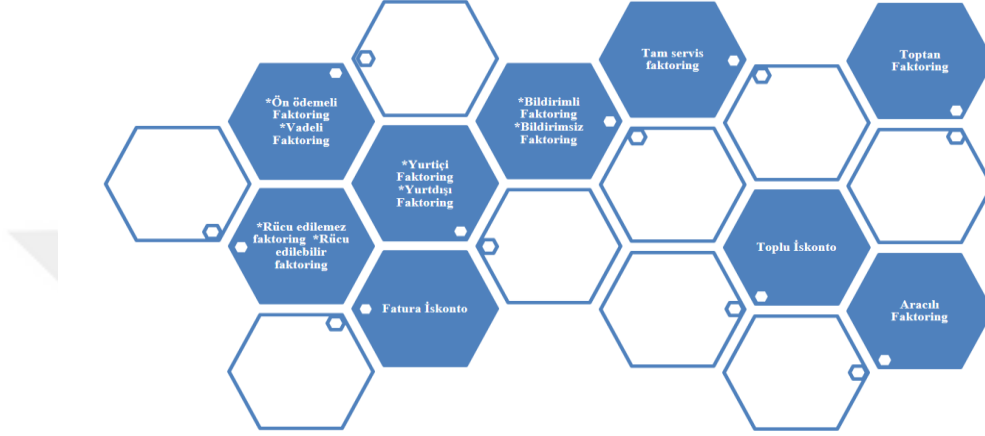 *Ön ödemeli
Faktoring
*Vadeli
Faktoring
*Rücu edilemez
faktoring *Rücu
edilebilir
faktoring
*Yurtiçi
Faktoring
*Yurtdışı
Faktoring
Fatura İskonto
*Bildirimli
Faktoring
*Bildirimsiz
Faktoring
Tam servis
faktoring
Toplu İskonto
Toptan
Faktoring
Aracılı
Faktoring